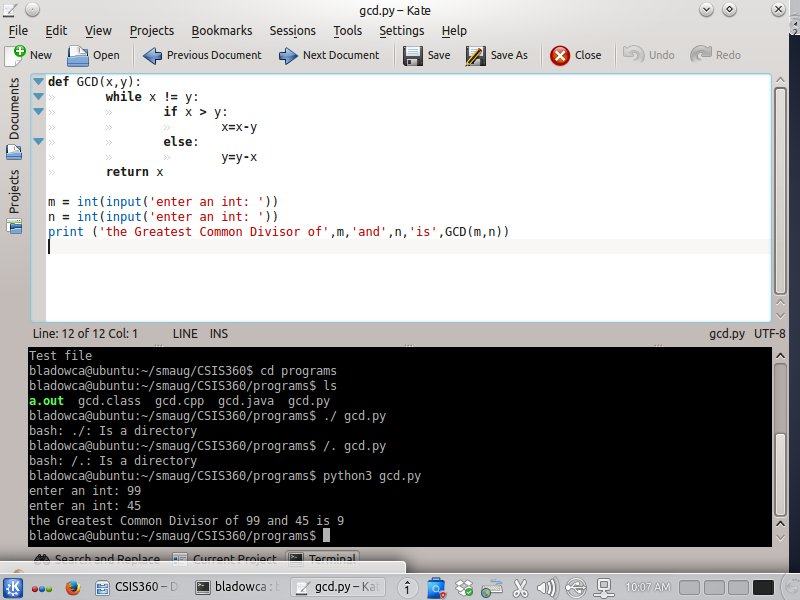 gcd.py – Kate
File Edit View Projects Bookmarks Sessions Tools Settings Help
New Open Previous Document Next Document Save Save As Close Undo Redo
Documents
Projects
def GCD(x,y):
» while x != y:
» » if x > y:
» » » x=x-y
» » else:
» » » y=y-x
» return x
m = int(input('enter an int: '))
n = int(input('enter an int: '))
print ('the Greatest Common Divisor of',m,'and',n,'is',GCD(m,n))
Line: 12 of 12 Col: 1 LINE INS gcd.py UTF-8
Test file
bladowca@ubuntu:~/smaug/CSIS360$ cd programs
bladowca@ubuntu:~/smaug/CSIS360/programs$ ls
a.out gcd.class gcd.cpp gcd.java gcd.py
bladowca@ubuntu:~/smaug/CSIS360/programs$ ./ gcd.py
bash: ./: Is a directory
bladowca@ubuntu:~/smaug/CSIS360/programs$ /. gcd.py
bash: /.: Is a directory
bladowca@ubuntu:~/smaug/CSIS360/programs$ python3 gcd.py
enter an int: 99
enter an int: 45
the Greatest Common Divisor of 99 and 45 is 9
bladowca@ubuntu:~/smaug/CSIS360/programs$
Search and Replace Current Project Terminal
CSIS360 – D bladowca : b gcd.py – Kat 1 10:07 AM